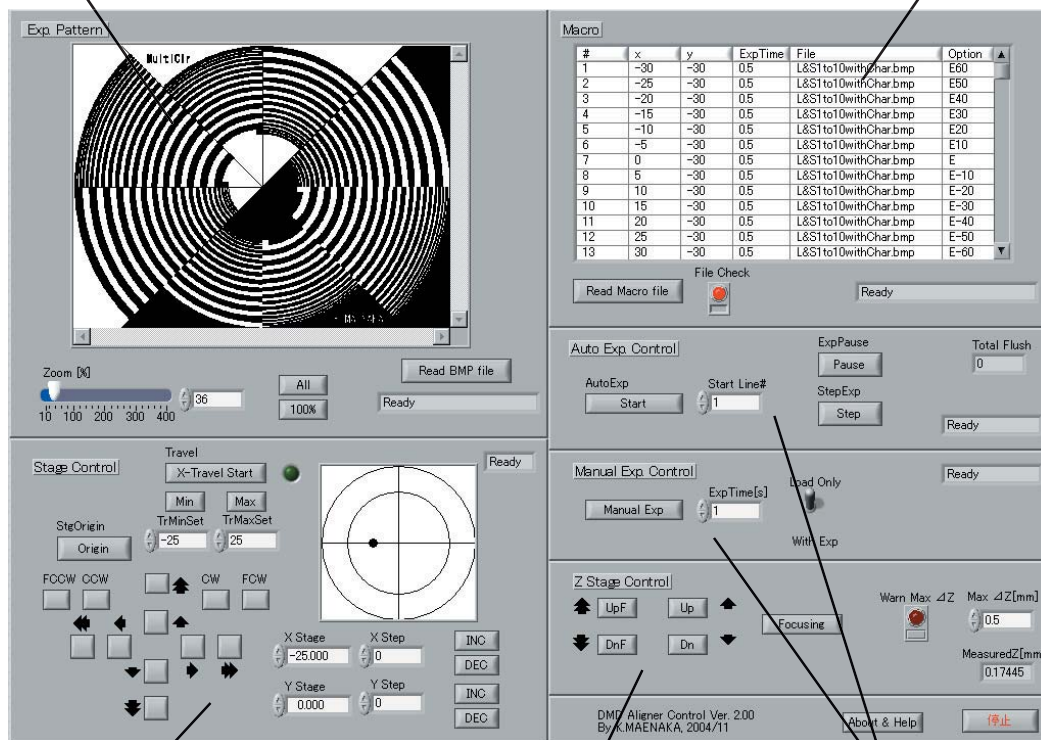 Exp. Pattern
MultiClr
Zoom [%]
10 100 200 300 400
36
All
100%
Read BMP file
Ready
Stage Control
Travel
X-Travel Start
Ready
Min Max
StgOrigin
Origin
TrMinSet TrMaxSet
-25 25
FCCW CCW CW FCW
X Stage X Step
-25.000 0
INC
DEC
Y Stage Y Step
0.000 0
INC
DEC
Macro
# x y ExpTime File Option
1 -30 -30 0.5 L&S1to10withChar.bmp E60
2 -25 -30 0.5 L&S1to10withChar.bmp E50
3 -20 -30 0.5 L&S1to10withChar.bmp E40
4 -15 -30 0.5 L&S1to10withChar.bmp E30
5 -10 -30 0.5 L&S1to10withChar.bmp E20
6 -5 -30 0.5 L&S1to10withChar.bmp E10
7 0 -30 0.5 L&S1to10withChar.bmp E
8 5 -30 0.5 L&S1to10withChar.bmp E-10
9 10 -30 0.5 L&S1to10withChar.bmp E-20
10 15 -30 0.5 L&S1to10withChar.bmp E-30
11 20 -30 0.5 L&S1to10withChar.bmp E-40
12 25 -30 0.5 L&S1to10withChar.bmp E-50
13 30 -30 0.5 L&S1to10withChar.bmp E-60
File Check
Read Macro file
Ready
Auto Exp. Control
ExpPause
Pause
Total Flush
0
AutoExp
Start
Start Line#
1
StepExp
Step
Ready
Manual Exp. Control
Ready
Manual Exp
ExpTime[s]
1
Load Only
With Exp
Z Stage Control
UpF Up
DnF Dn
Focusing
Warn Max ⊿Z
Max ⊿Z[mm]
0.5
MeasuredZ[mm
0.17445
DMD Aligner Control Ver. 2.00
By K.MAENAKA, 2004/11
About & Help
停止